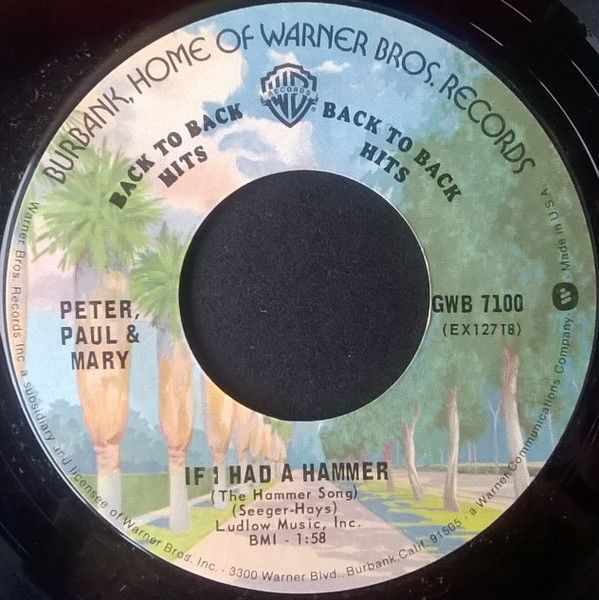 BURBANK, HOME OF WARNER BROS. RECORDS
WB
RECORDS
BACK TO BACK
HITS
BACK TO BACK
HITS
PETER,
PAUL &
MARY
GWB 7100
(EX12718)
IF I HAD A HAMMER
(The Hammer Song)
(Seeger-Hays)
Ludlow Music, Inc.
BMI - 1:58
Warner Bros. Records Inc. a subsidiary and licensee of Warner Bros. Inc. - 3300 Warner Blvd., Burbank, Calif. 91505 . a Warner Communications Company. Made in U.S.A.